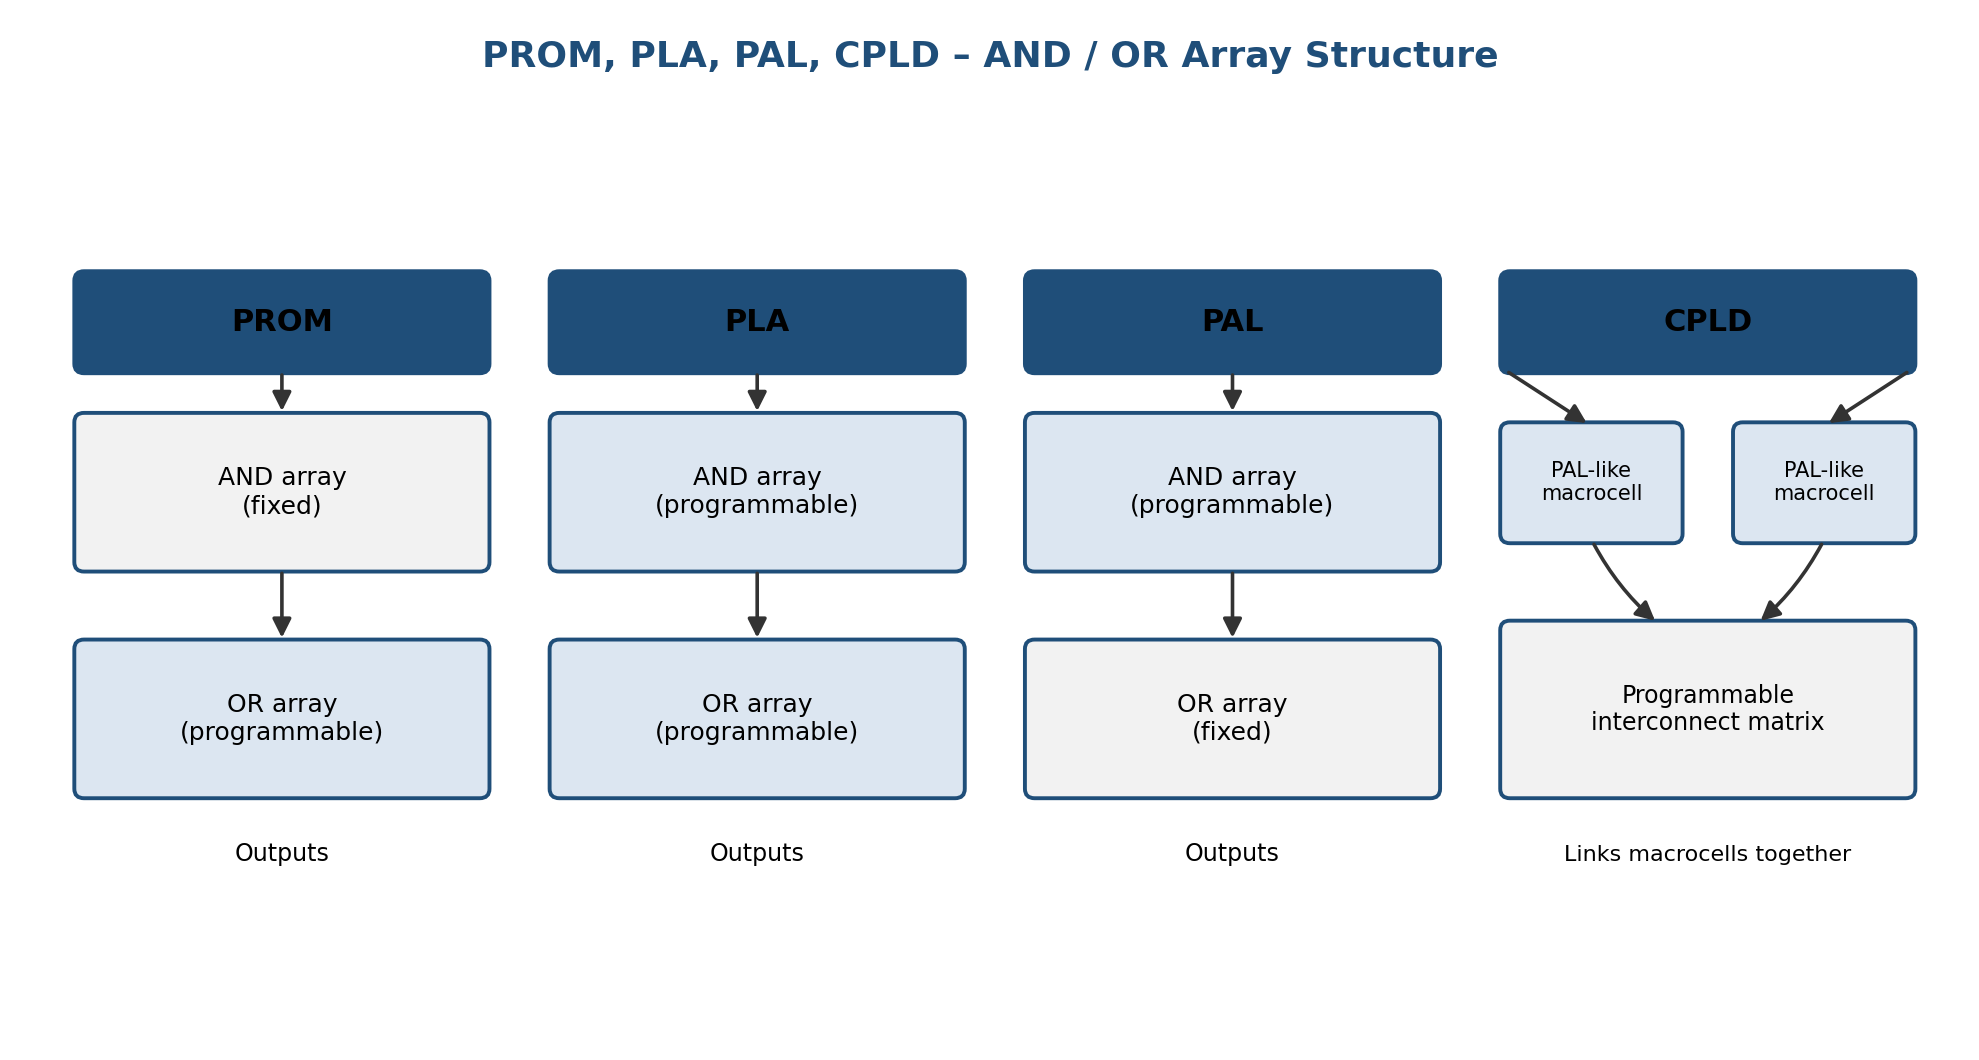 PROM, PLA, PAL, CPLD – AND / OR Array Structure
PROM
AND array
(fixed)
OR array
(programmable)
Outputs
PLA
AND array
(programmable)
OR array
(programmable)
Outputs
PAL
AND array
(programmable)
OR array
(fixed)
Outputs
CPLD
PAL-like
macrocell
PAL-like
macrocell
Programmable
interconnect matrix
Links macrocells together